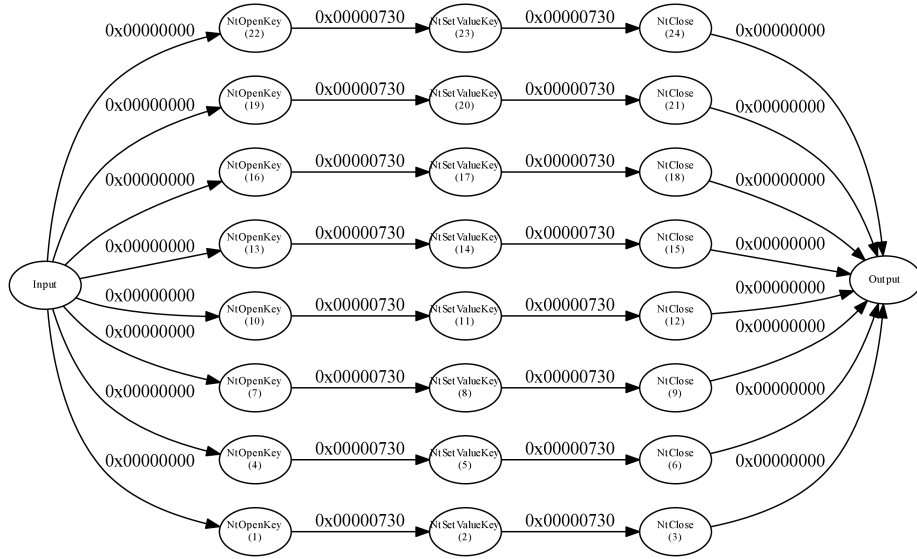 0x00000000 NtOpenKey 0x00000730 NtSetValueKey 0x00000730 NtClose 0x00000000
(22) (23) (24)
0x00000000 NtOpenKey 0x00000730 NtSetValueKey 0x00000730 NtClose 0x00000000
(19) (20) (21)
0x00000000 NtOpenKey 0x00000730 NtSetValueKey 0x00000730 NtClose 0x00000000
(16) (17) (18)
0x00000000 NtOpenKey 0x00000730 NtSetValueKey 0x00000730 NtClose 0x00000000
(13) (14) (15)
Input
Output
0x00000000 NtOpenKey 0x00000730 NtSetValueKey 0x00000730 NtClose 0x00000000
(10) (11) (12)
0x00000000 0x00000000
NtOpenKey 0x00000730 NtSetValueKey 0x00000730 NtClose
(7) (8) (9)
0x00000000 0x00000000
NtOpenKey 0x00000730 NtSetValueKey 0x00000730 NtClose
(4) (5) (6)
0x00000000 0x00000000
NtOpenKey 0x00000730 NtSetValueKey 0x00000730 NtClose
(1) (2) (3)